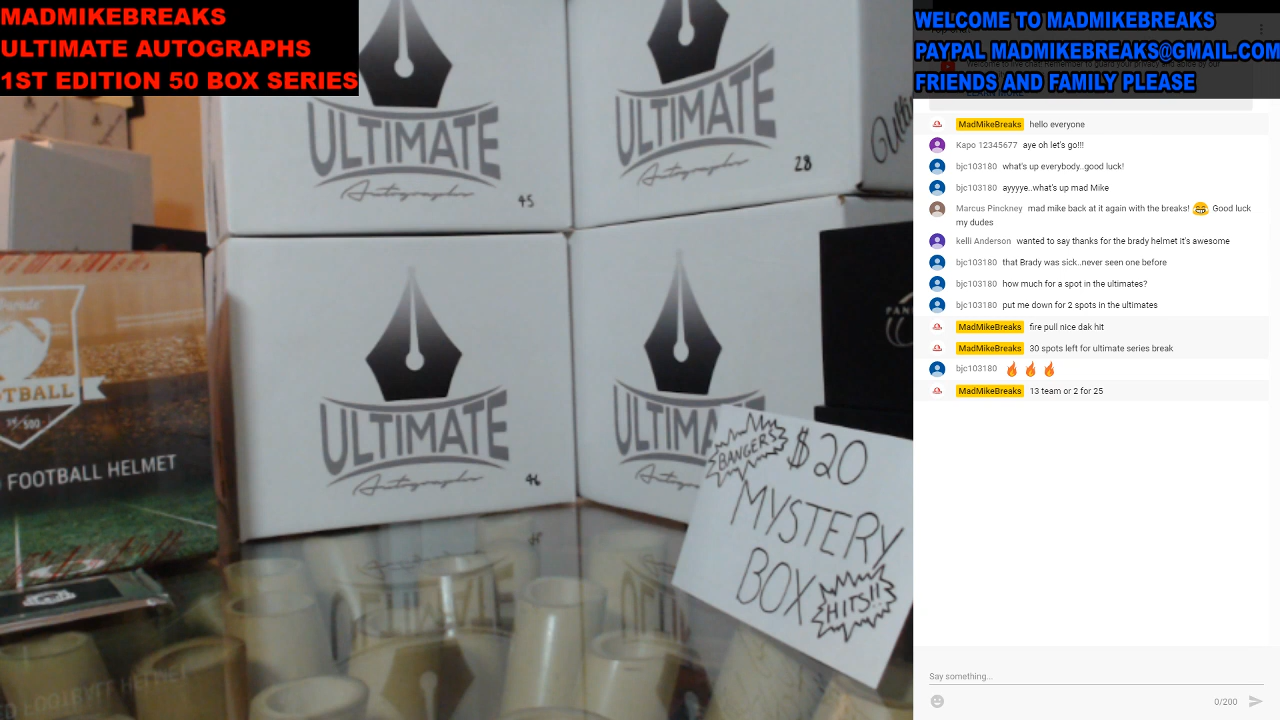 MADMIKEBREAKS
ULTIMATE AUTOGRAPHS
1ST EDITION 50 BOX SERIES
WELCOME TO MADMIKEBREAKS
PAYPAL MADMIKEBREAKS@GMAIL.COM
FRIENDS AND FAMILY PLEASE
ULTIMATE
Autographs
45
ULTIMATE
Autographs
28
ULTIMATE
Autographs
46
ULTIMA
BANGERS
$20
MYSTERY
BOX
HITS!!
FOOTBALL HELMET
MadMikeBreaks hello everyone
Kapo 12345677 aye oh let's go!!!
bjc103180 what's up everybody..good luck!
bjc103180 ayyyye..what's up mad Mike
Marcus Pinckney mad mike back at it again with the breaks! 😂 Good luck
my dudes
kelli Anderson wanted to say thanks for the brady helmet it's awesome
bjc103180 that Brady was sick..never seen one before
bjc103180 how much for a spot in the ultimates?
bjc103180 put me down for 2 spots in the ultimates
MadMikeBreaks fire pull nice dak hit
MadMikeBreaks 30 spots left for ultimate series break
bjc103180 🔥 🔥 🔥
MadMikeBreaks 13 team or 2 for 25
Say something...
0/200